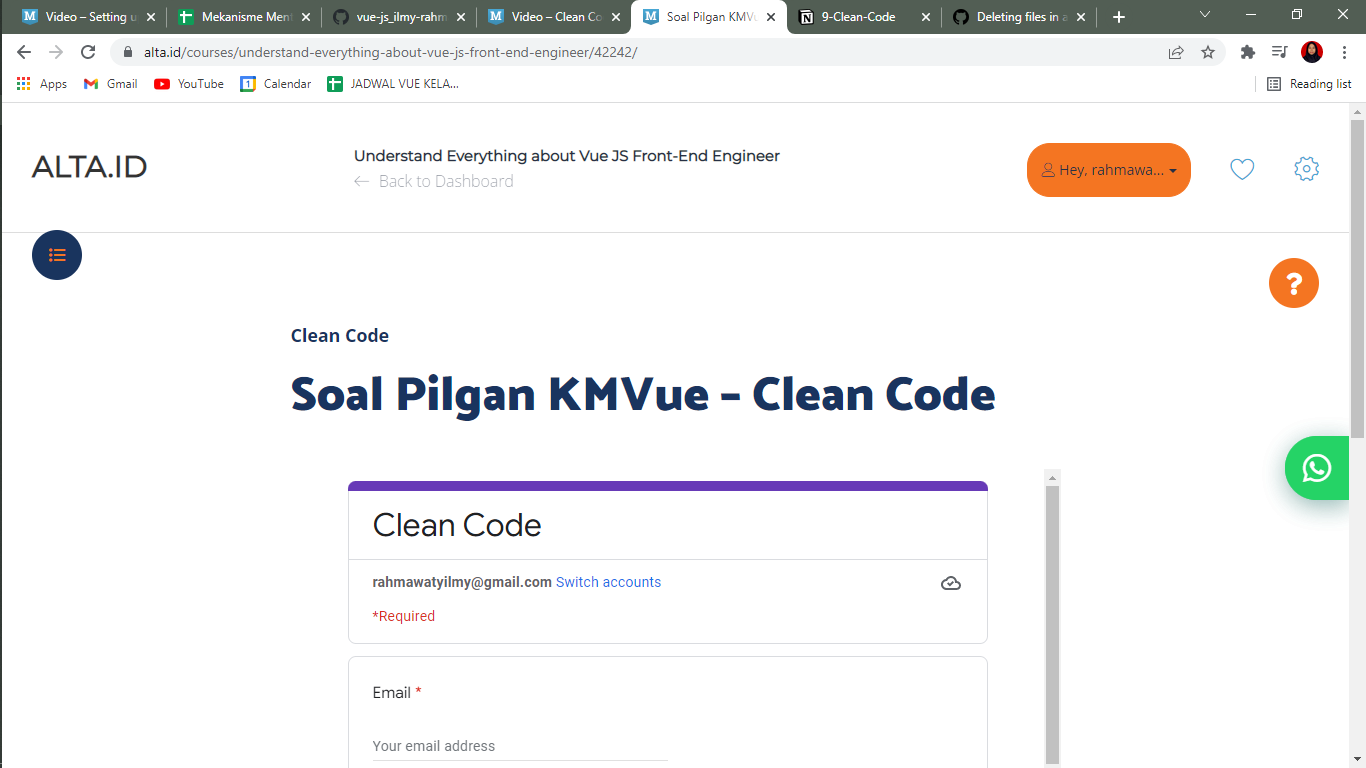 Video – Setting u
Mekanisme Ment
vue-js_ilmy-rahm
Video – Clean Co
Soal Pilgan KMVu
9-Clean-Code
Deleting files in a
alta.id/courses/understand-everything-about-vue-js-front-end-engineer/42242/
Apps
Gmail
YouTube
Calendar
JADWAL VUE KELA...
Reading list
ALTA.ID
Understand Everything about Vue JS Front-End Engineer
← Back to Dashboard
Hey, rahmawa...
?
Clean Code
Soal Pilgan KMVue – Clean Code
Clean Code
rahmawatyilmy@gmail.com Switch accounts
*Required
Email *
Your email address